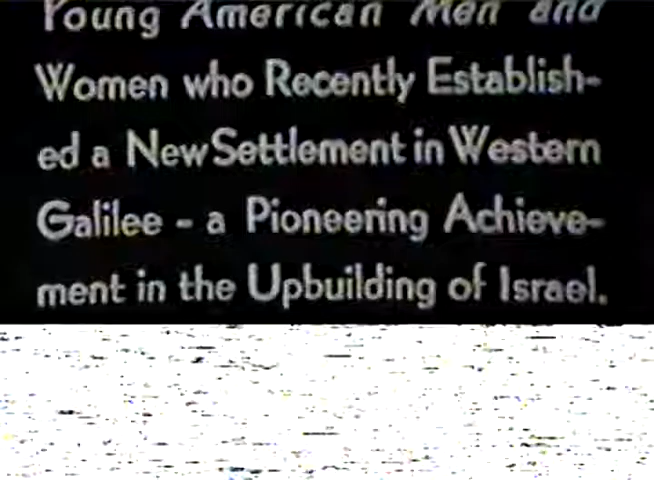 Young American Men and
Women who Recently Establish-
ed a New Settlement in Western
Galilee - a Pioneering Achieve-
ment in the Upbuilding of Israel.